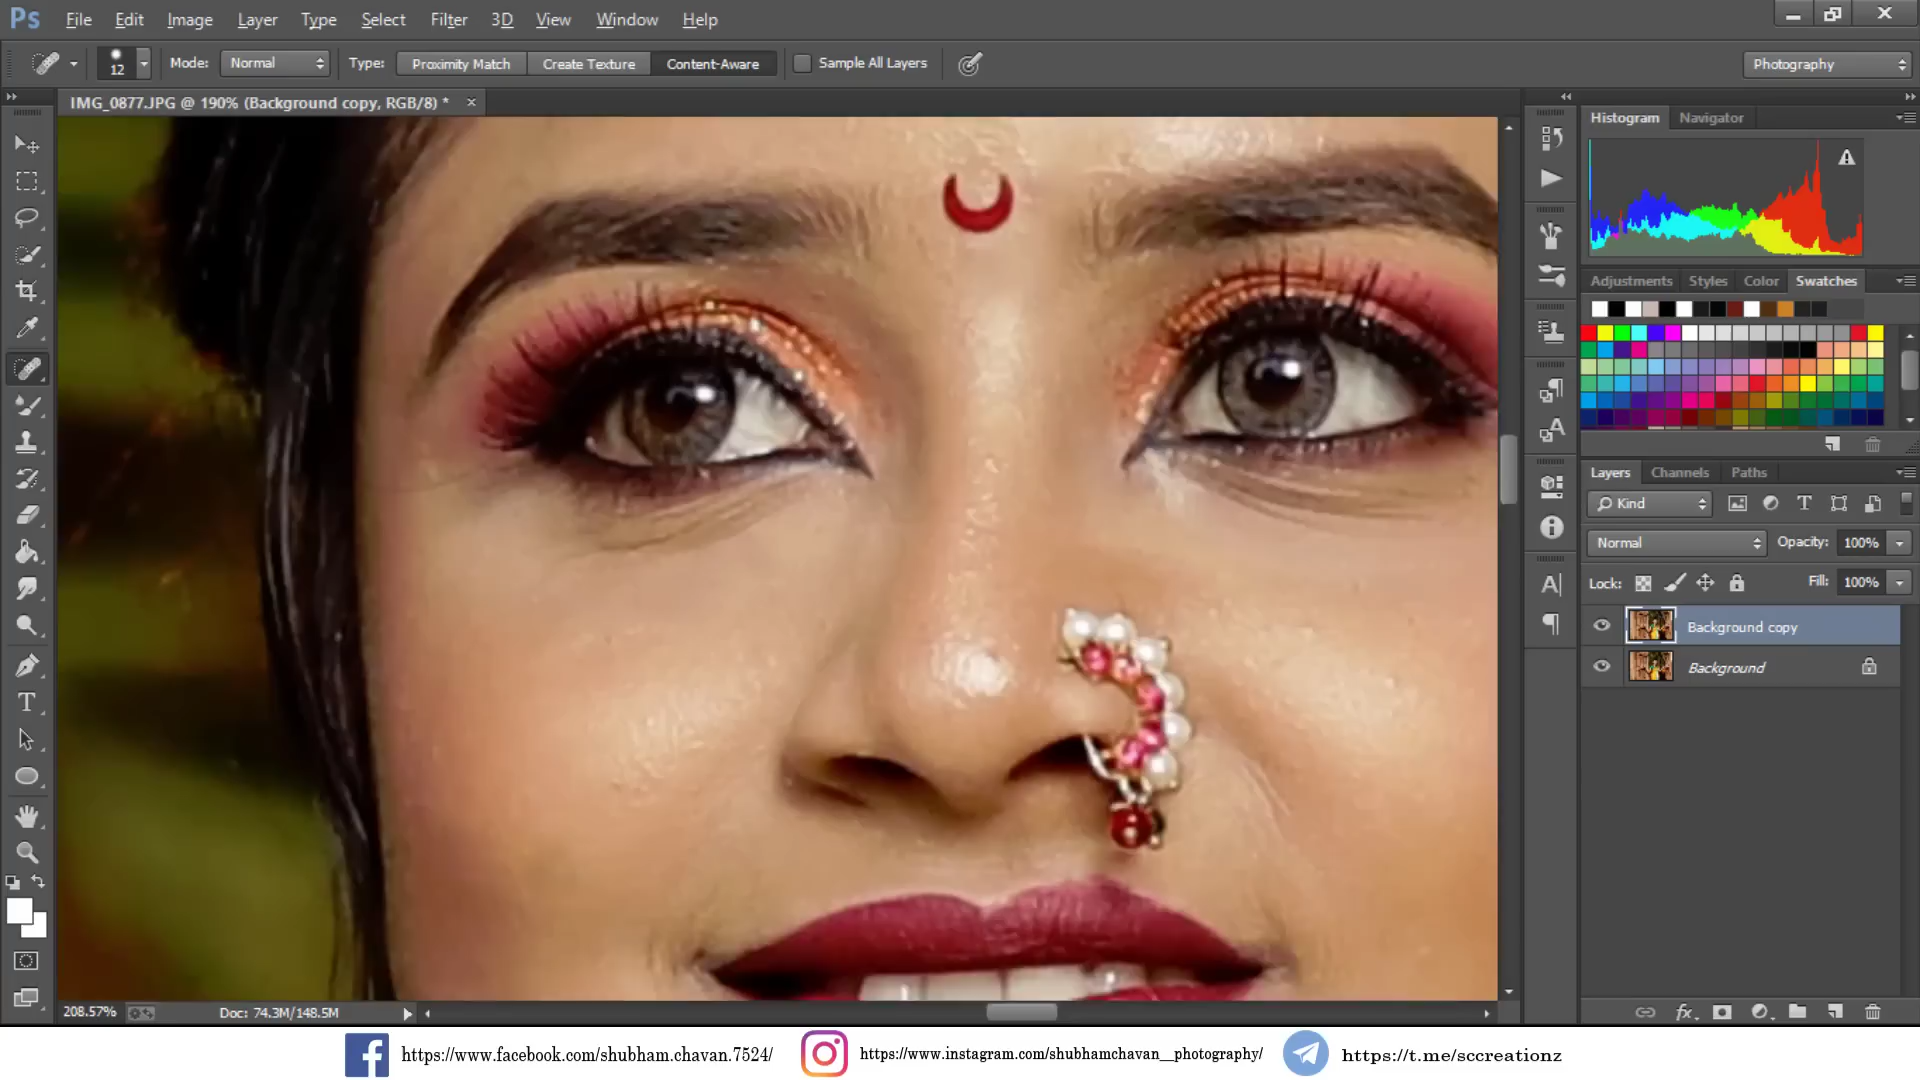 Ps File Edit Image Layer Type Select Filter 3D View Window Help
12 Mode: Normal Type: Proximity Match Create Texture Content-Aware Sample All Layers Photography
IMG_0877.JPG @ 190% (Background copy, RGB/8) * ×
Histogram Navigator
Adjustments Styles Color Swatches
Layers Channels Paths
Kind
Normal Opacity: 100%
Lock: Fill: 100%
Background copy
Background
208.57% Doc: 74.3M/148.5M
https://www.facebook.com/shubham.chavan.7524/ https://www.instagram.com/shubhamchavan__photography/ https://t.me/sccreationz